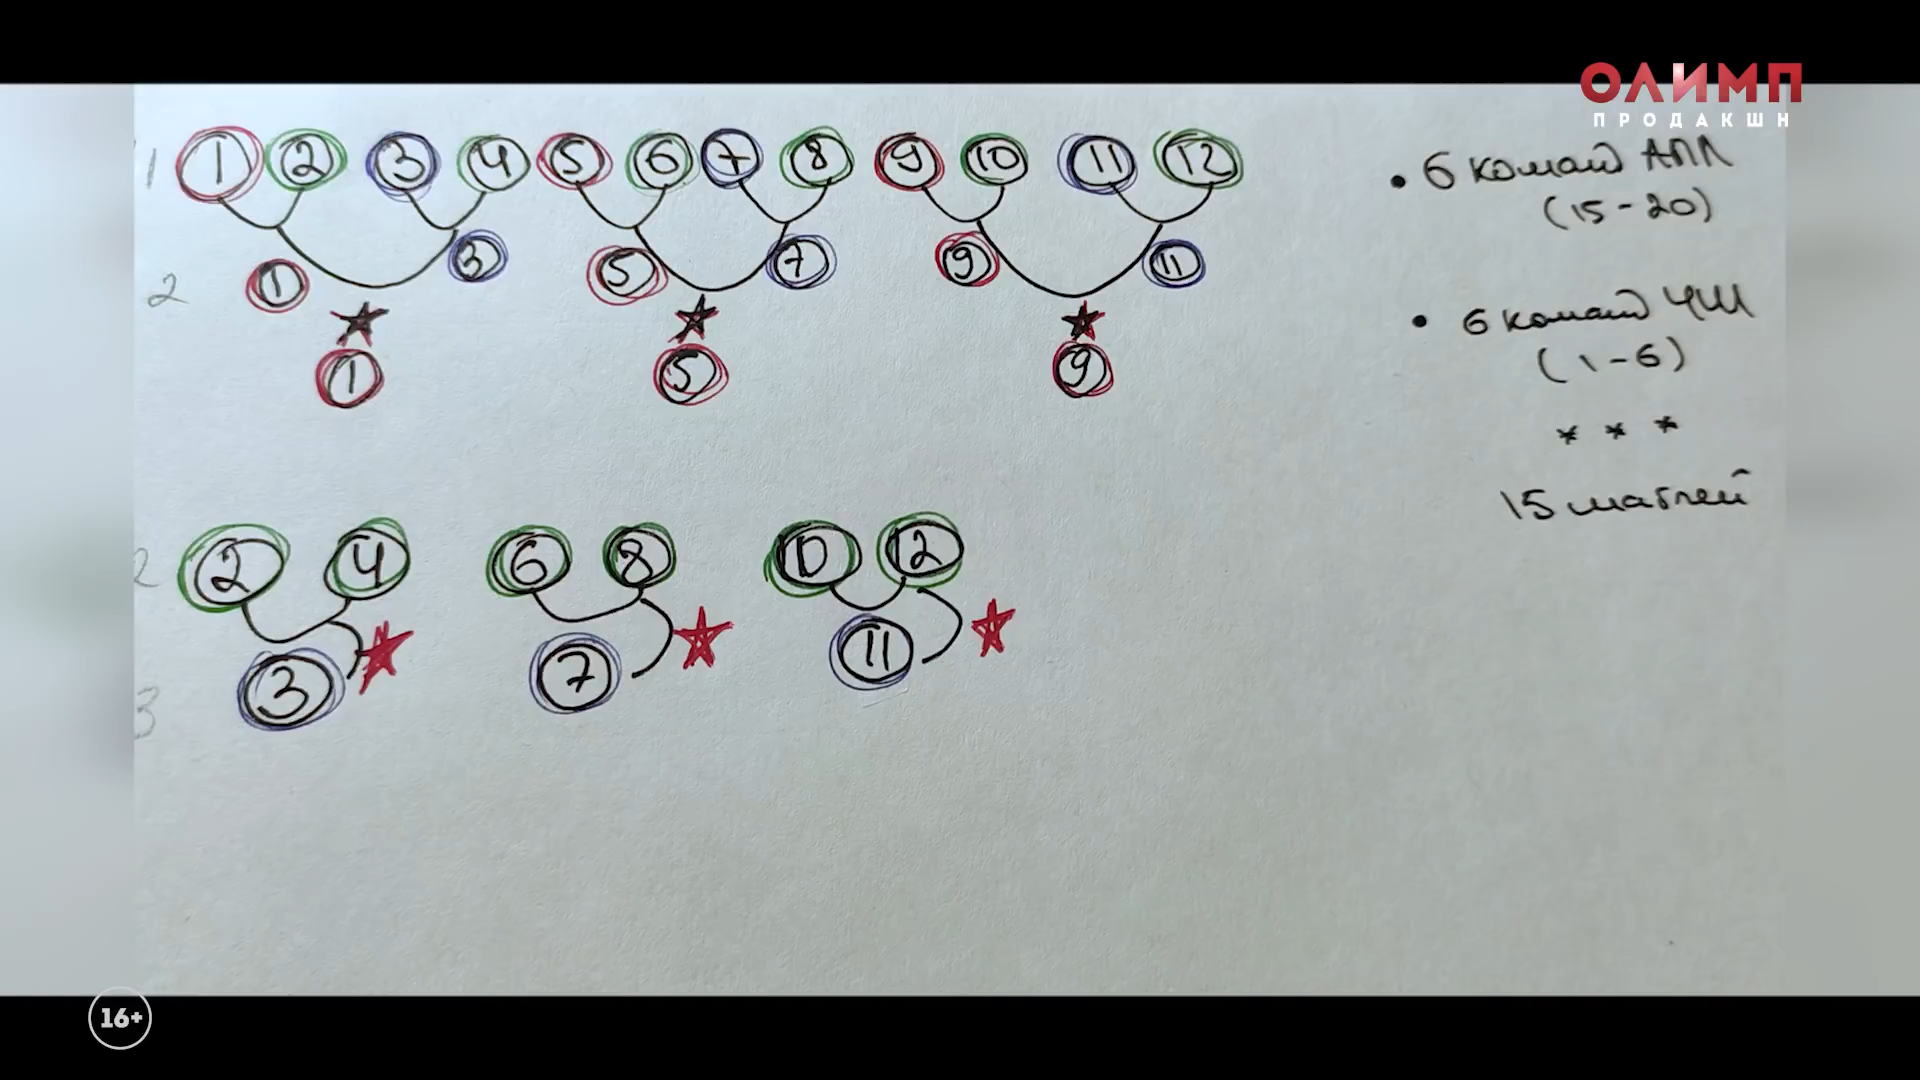 ОЛИМП
ПРОДАКШН
1 1 2 3 4 5 6 7 8 9 10 11 12
2 1 3 5 7 9 11
1 5 9
• 6 команд АПЛ
(15-20)
• 6 команд ЧШ
(1-6)
* * *
15 матчей
2 2 4 6 8 10 12
3 3 7 11
16+